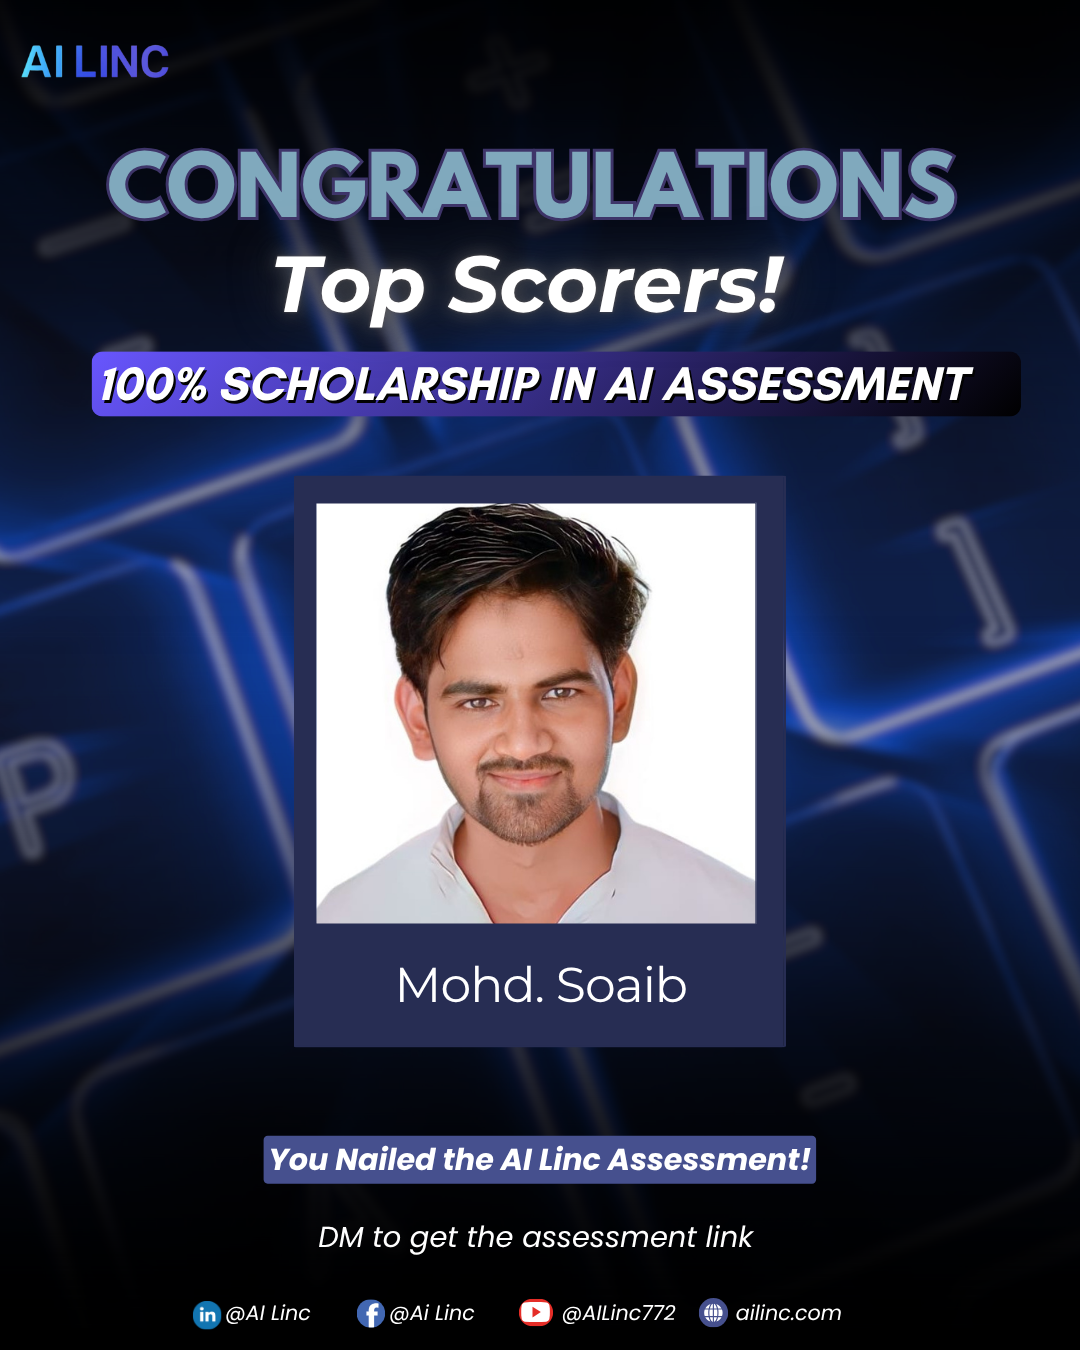 AI LINC
CONGRATULATIONS
Top Scorers!
100% SCHOLARSHIP IN AI ASSESSMENT
Mohd. Soaib
You Nailed the AI Linc Assessment!
DM to get the assessment link
in @AI Linc f @Ai Linc @AILinc772 ailinc.com
P
]